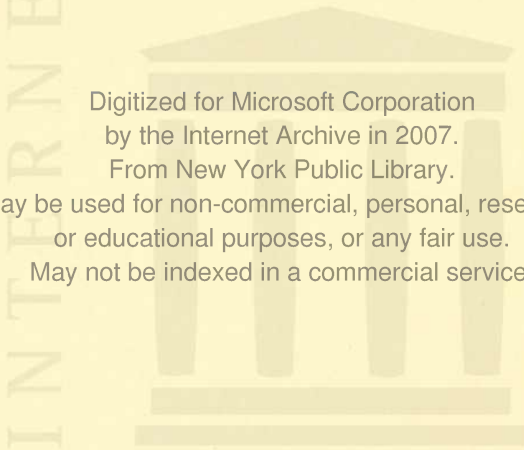 Digitized for Microsoft Corporation
by the Internet Archive in 2007.
From New York Public Library.
ay be used for non-commercial, personal, rese
or educational purposes, or any fair use.
May not be indexed in a commercial service
INTERNE